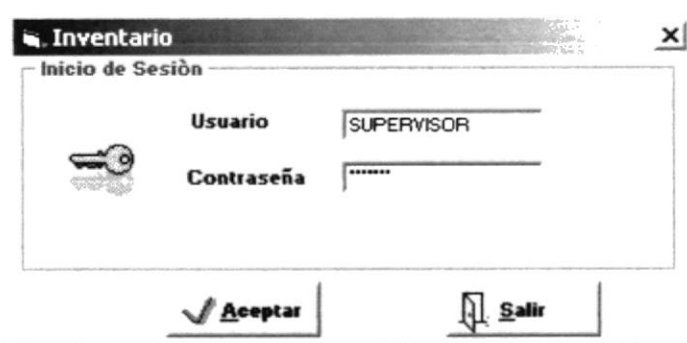 Inventario
Inicio de Sesiòn
Usuario SUPERVISOR
Contraseña •••••••
Aceptar Salir